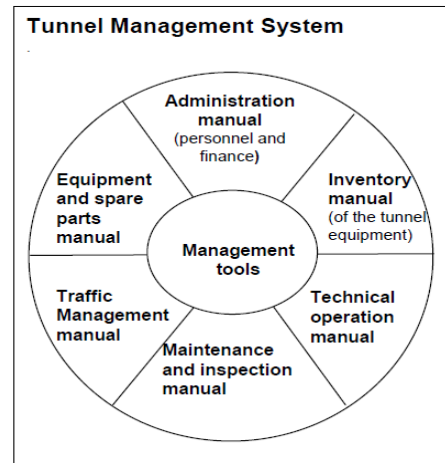 Tunnel Management System
Administration
manual
(personnel and
finance)
Equipment
and spare
parts
manual
Inventory
manual
(of the tunnel
equipment)
Management
tools
Traffic
Management
manual
Technical
operation
manual
Maintenance
and inspection
manual